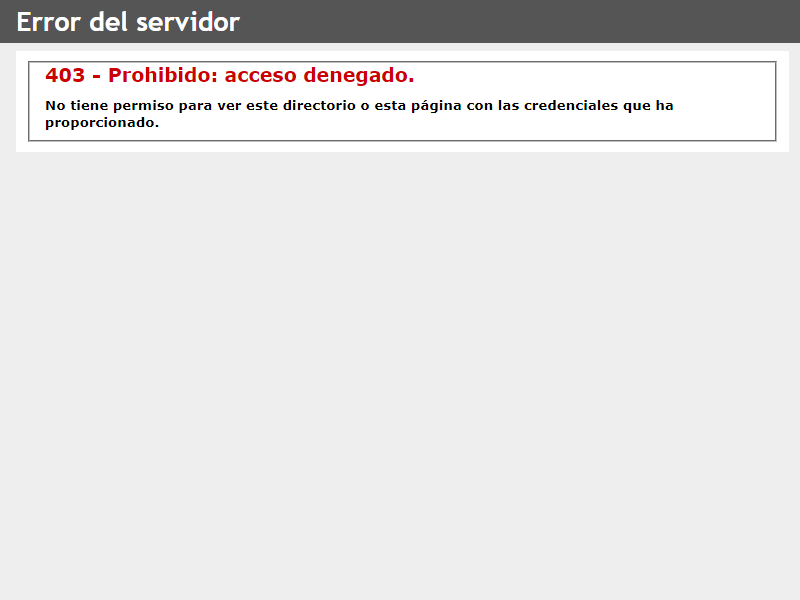 Error del servidor
403 - Prohibido: acceso denegado.
No tiene permiso para ver este directorio o esta página con las credenciales que ha
proporcionado.